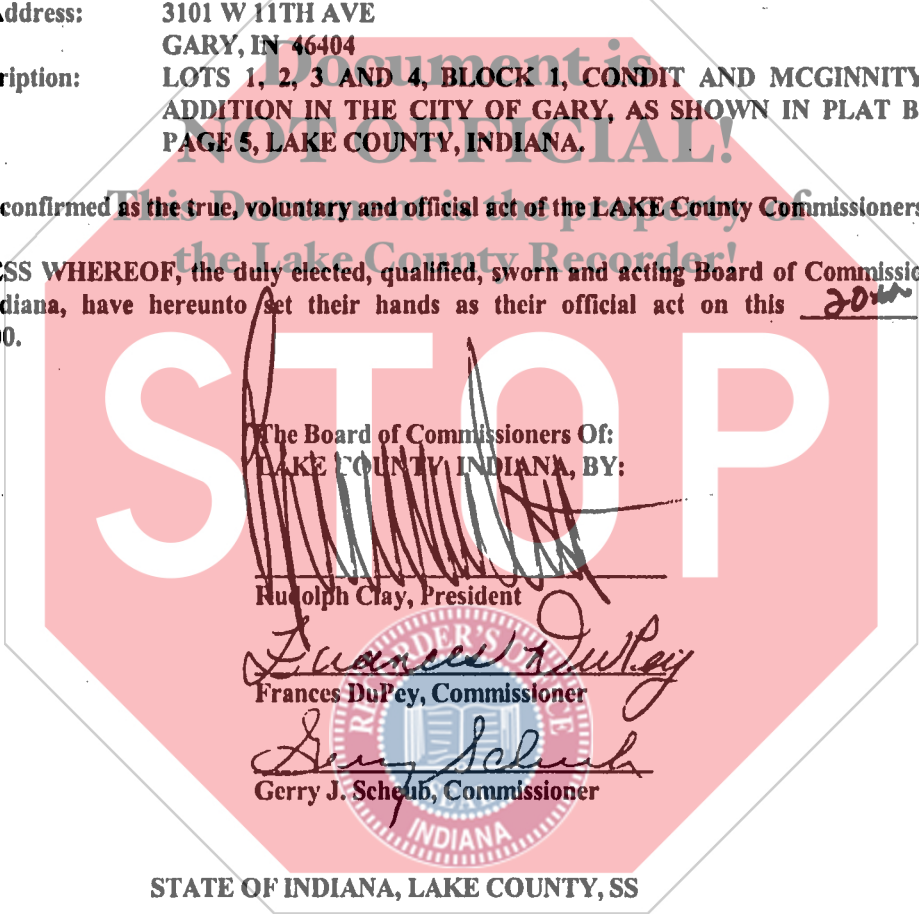 Address:
3101 W 11TH AVE
GARY, IN 46404
ription:
LOTS 1, 2, 3 AND 4, BLOCK 1, CONDIT AND MCGINNITY
ADDITION IN THE CITY OF GARY, AS SHOWN IN PLAT B
PAGE 5, LAKE COUNTY, INDIANA.
Document is
NOT OFFICIAL!
This Document is the property of
the Lake County Recorder!
confirmed as the true, voluntary and official act of the LAKE County Commissioners
SS WHEREOF, the duly elected, qualified, sworn and acting Board of Commissio
diana, have hereunto set their hands as their official act on this 20th
0.
STOP
The Board of Commissioners Of:
LAKE COUNTY INDIANA, BY:
Rudolph Clay, President
Frances DuPey
Frances DuPey, Commissioner
Gerry Scheub
Gerry J. Scheub, Commissioner
RECORDER'S OFFICE
INDIANA
STATE OF INDIANA, LAKE COUNTY, SS